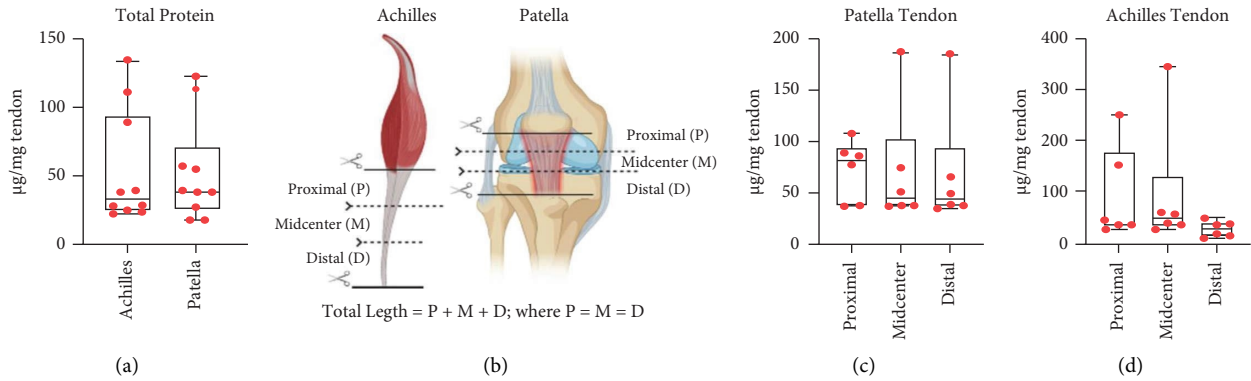 Total Protein
µg/mg tendon
150
100
50
0
Achilles
Patella
(a)
Achilles
Patella
Proximal (P)
Midcenter (M)
Distal (D)
Proximal (P)
Midcenter (M)
Distal (D)
Total Legth = P + M + D; where P = M = D
(b)
Patella Tendon
µg/mg tendon
200
150
100
50
0
Proximal
Midcenter
Distal
(c)
Achilles Tendon
µg/mg tendon
400
300
200
100
0
Proximal
Midcenter
Distal
(d)